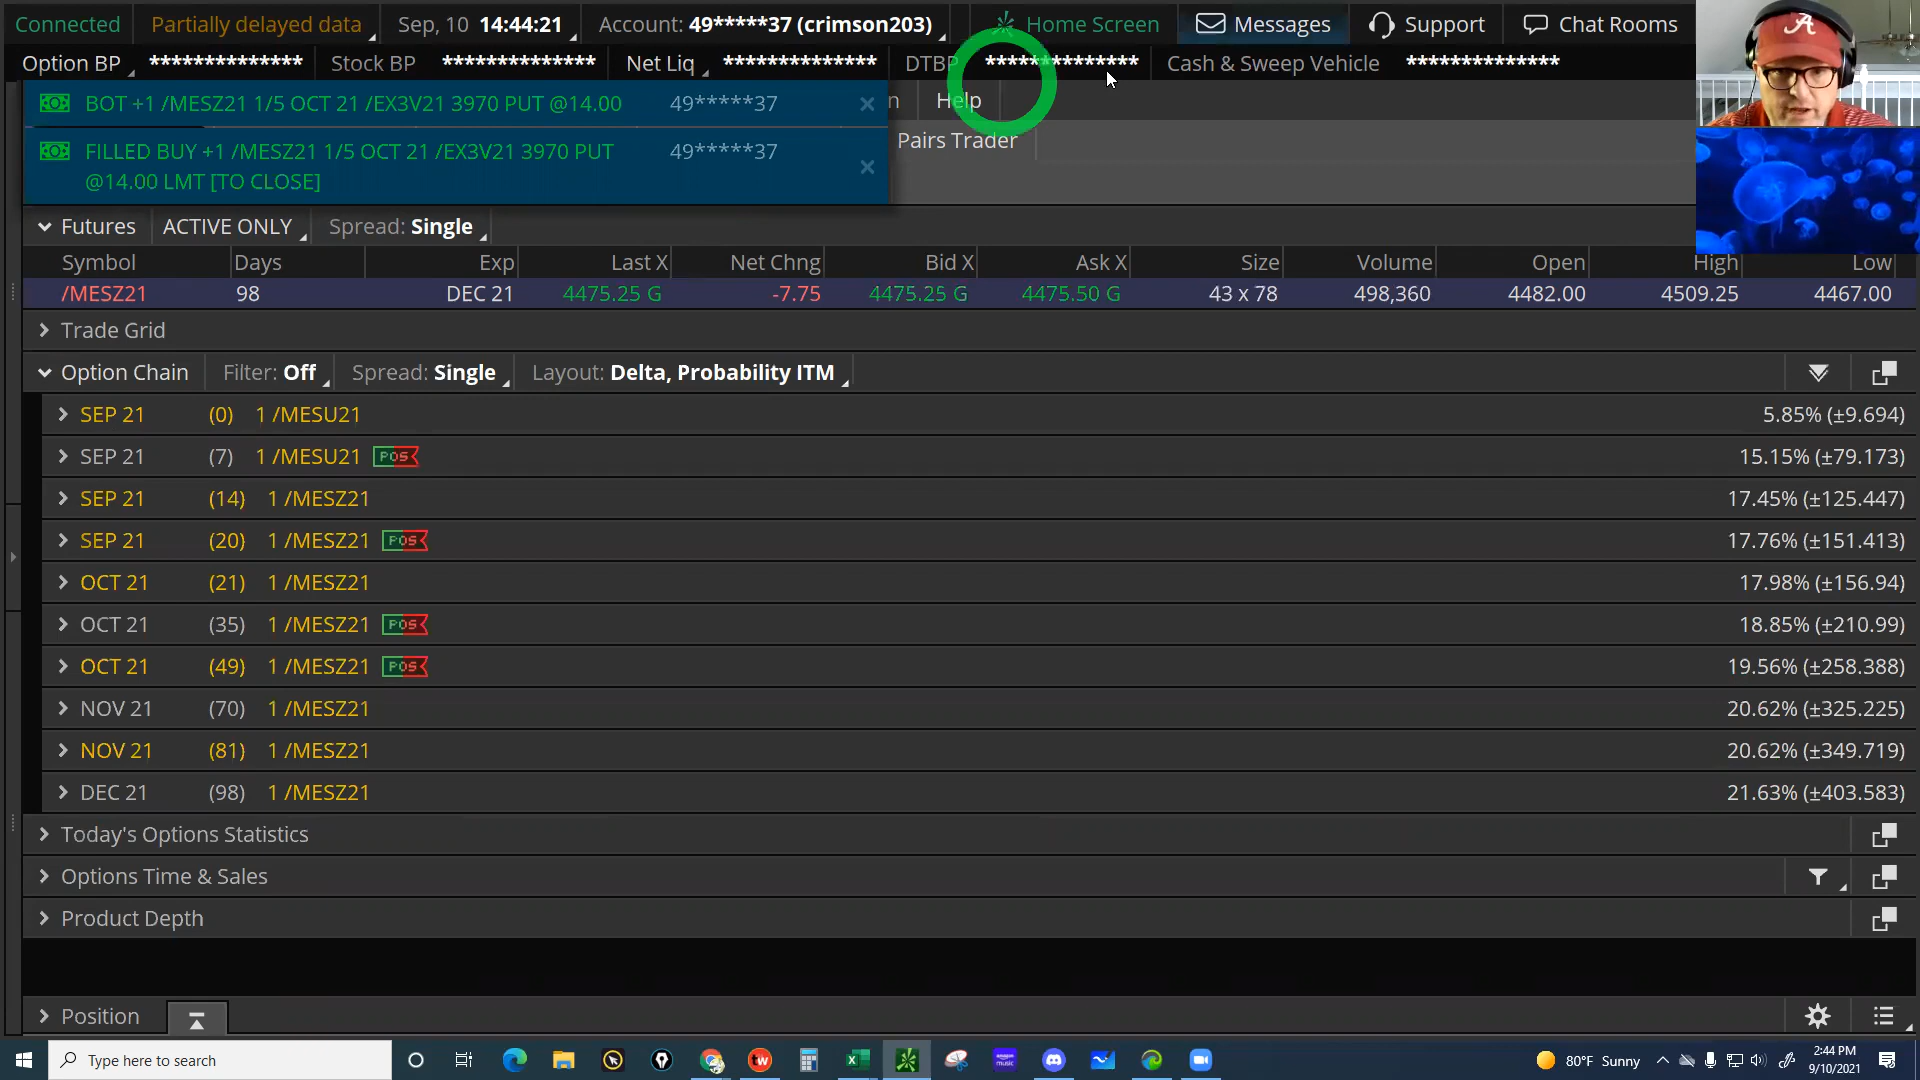 Connected Partially delayed data Sep, 10 14:44:21 Account: 49*****37 (crimson203) Home Screen Messages Support Chat Rooms
Option BP ************** Stock BP ************** Net Liq ************** DTBP ************** Cash & Sweep Vehicle **************
BOT +1 /MESZ21 1/5 OCT 21 /EX3V21 3970 PUT @14.00 49*****37
n Help
FILLED BUY +1 /MESZ21 1/5 OCT 21 /EX3V21 3970 PUT 49*****37
@14.00 LMT [TO CLOSE]
Pairs Trader
Futures ACTIVE ONLY Spread: Single
Symbol Days Exp Last X Net Chng Bid X Ask X Size Volume Open High Low
/MESZ21 98 DEC 21 4475.25 G -7.75 4475.25 G 4475.50 G 43 x 78 498,360 4482.00 4509.25 4467.00
Trade Grid
Option Chain Filter: Off Spread: Single Layout: Delta, Probability ITM
SEP 21 (0) 1 /MESU21 5.85% (±9.694)
SEP 21 (7) 1 /MESU21 POS 15.15% (±79.173)
SEP 21 (14) 1 /MESZ21 17.45% (±125.447)
SEP 21 (20) 1 /MESZ21 POS 17.76% (±151.413)
OCT 21 (21) 1 /MESZ21 17.98% (±156.94)
OCT 21 (35) 1 /MESZ21 POS 18.85% (±210.99)
OCT 21 (49) 1 /MESZ21 POS 19.56% (±258.388)
NOV 21 (70) 1 /MESZ21 20.62% (±325.225)
NOV 21 (81) 1 /MESZ21 20.62% (±349.719)
DEC 21 (98) 1 /MESZ21 21.63% (±403.583)
Today's Options Statistics
Options Time & Sales
Product Depth
Position
Type here to search
80°F Sunny
2:44 PM
9/10/2021